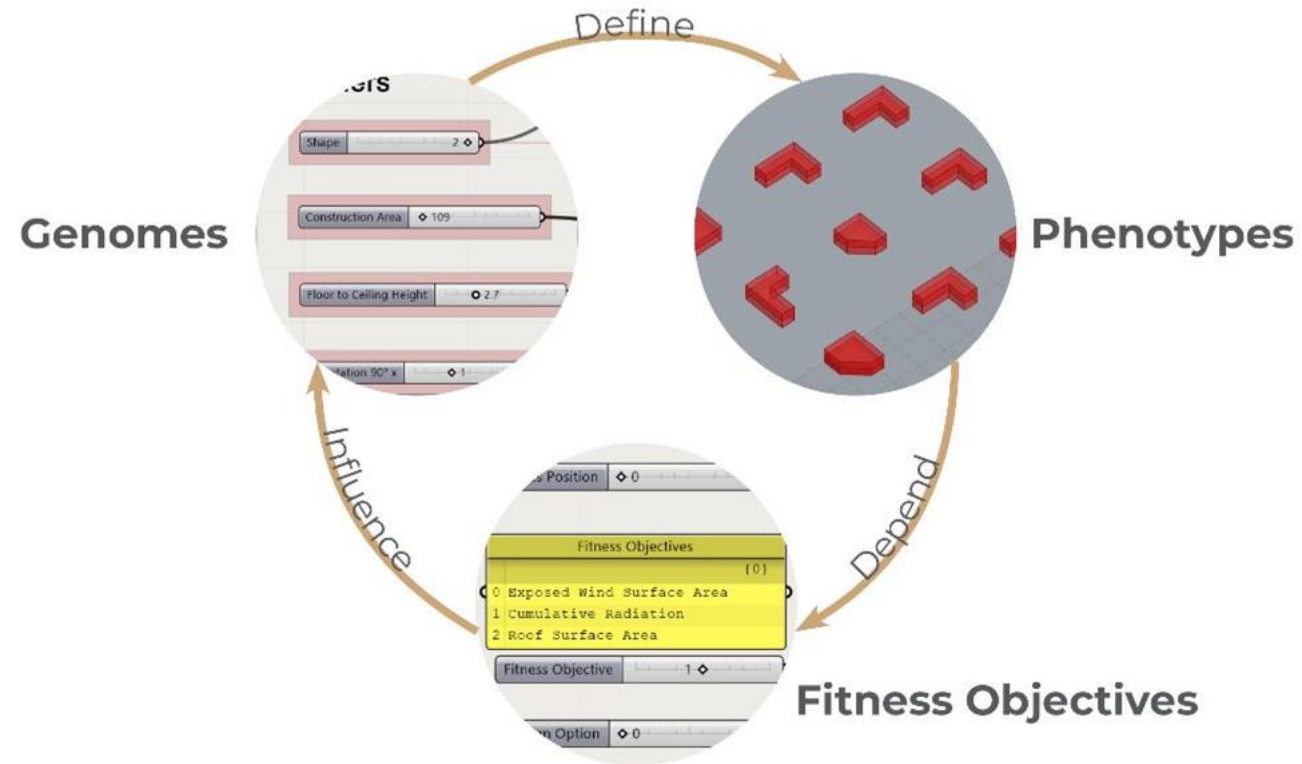 Define
Shape 2
Construction Area 109
Genomes
Phenotypes
Floor to Ceiling Height 2.7
90° x 1
Influence
Depend
Position 0
Fitness Objectives
{0}
0 Exposed Wind Surface Area
1 Cumulative Radiation
2 Roof Surface Area
Fitness Objective 1
Fitness Objectives
Option 0